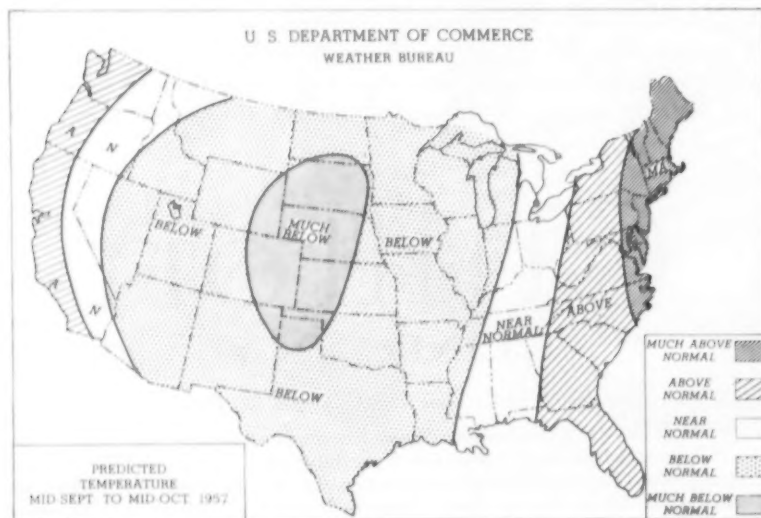 U. S. DEPARTMENT OF COMMERCE
WEATHER BUREAU
A
N
MA
BELOW
MUCH
BELOW
BELOW
A
N
NEAR
NORMAL
ABOVE
BELOW
MUCH ABOVE
NORMAL
ABOVE
NORMAL
NEAR
NORMAL
BELOW
NORMAL
MUCH BELOW
NORMAL
PREDICTED
TEMPERATURE
MID-SEPT. TO MID-OCT. 1957